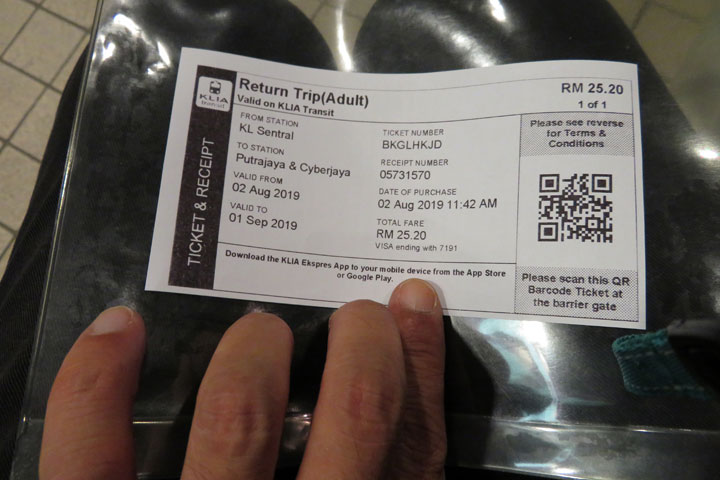 KLIA
transit
TICKET & RECEIPT
Return Trip(Adult)
Valid on KLIA Transit
RM 25.20
1 of 1
FROM STATION
KL Sentral
TO STATION
Putrajaya & Cyberjaya
VALID FROM
02 Aug 2019
VALID TO
01 Sep 2019
TICKET NUMBER
BKGLHKJD
RECEIPT NUMBER
05731570
DATE OF PURCHASE
02 Aug 2019 11:42 AM
TOTAL FARE
RM 25.20
VISA ending with 7191
Please see reverse
for Terms &
Conditions
Please scan this QR
Barcode Ticket at
the barrier gate
Download the KLIA Ekspres App to your mobile device from the App Store
or Google Play.